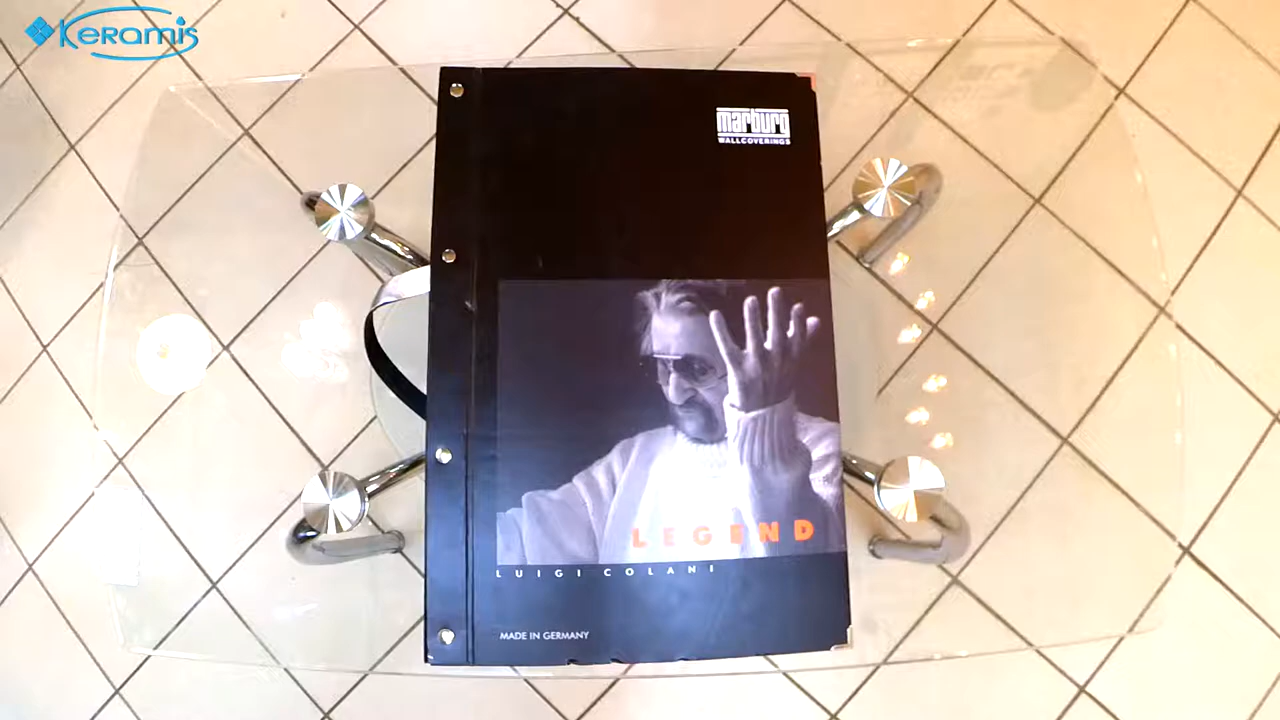 Keramis
marburg
WALLCOVERINGS
LEGEND
LUIGI COLANI
MADE IN GERMANY